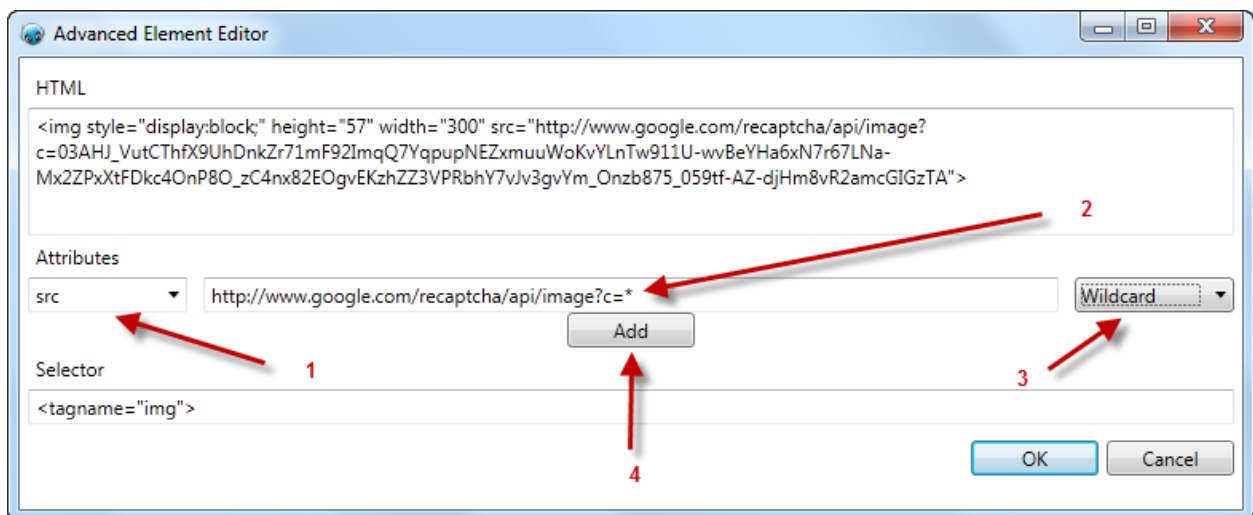 Advanced Element Editor
HTML
<img style="display:block;" height="57" width="300" src="http://www.google.com/recaptcha/api/image?
c=03AHJ_VutCThfX9UhDnkZr71mF92ImqQ7YqpupNEZxmuuWoKvYLnTw911U-wvBeYHa6xN7r67LNa-
Mx2ZPxXtFDkc4OnP8O_zC4nx82EOgvEKzhZZ3VPRbhY7vJv3gvYm_Onzb875_059tf-AZ-djHm8vR2amcGIGzTA">
2
Attributes
src http://www.google.com/recaptcha/api/image?c=* Wildcard
Add
Selector 1 3
<tagname="img">
OK Cancel
4